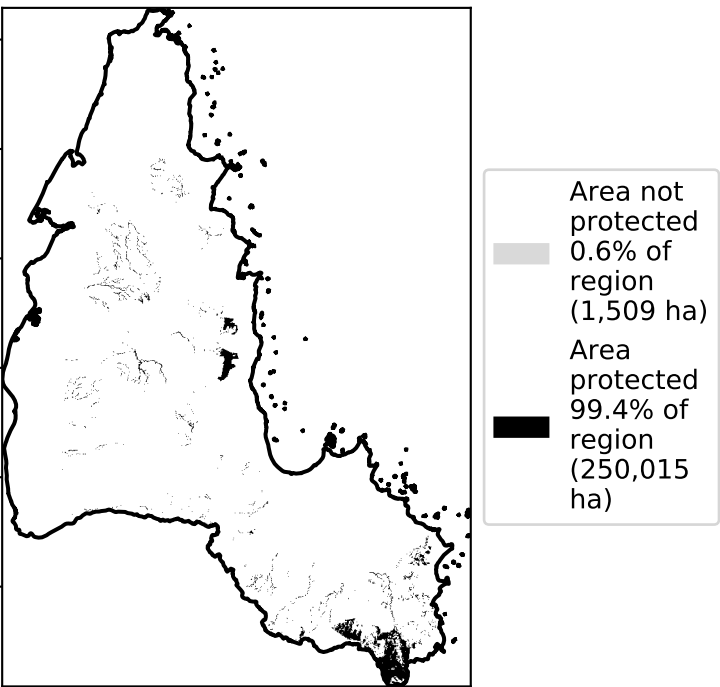 Area not
protected
0.6% of
region
(1,509 ha)
Area
protected
99.4% of
region
(250,015
ha)